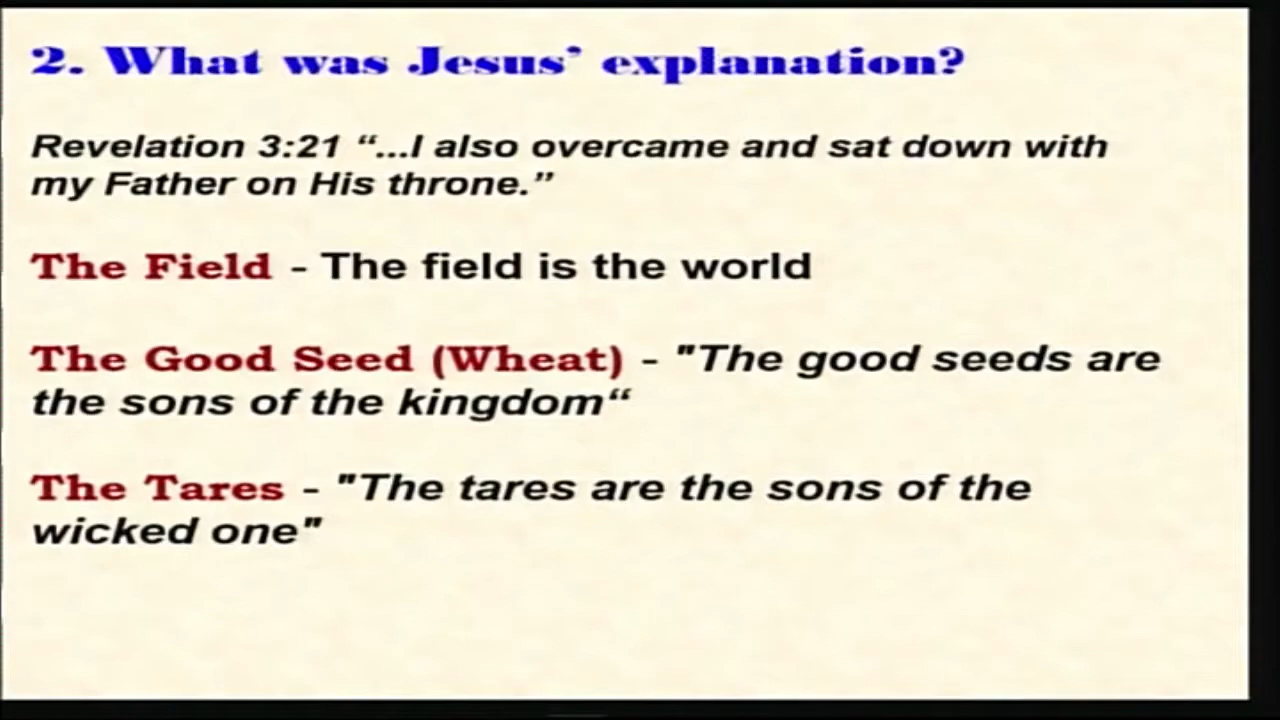 2. What was Jesus’ explanation?
Revelation 3:21 “...I also overcame and sat down with
my Father on His throne.”
The Field - The field is the world
The Good Seed (Wheat) - "The good seeds are
the sons of the kingdom“
The Tares - "The tares are the sons of the
wicked one"